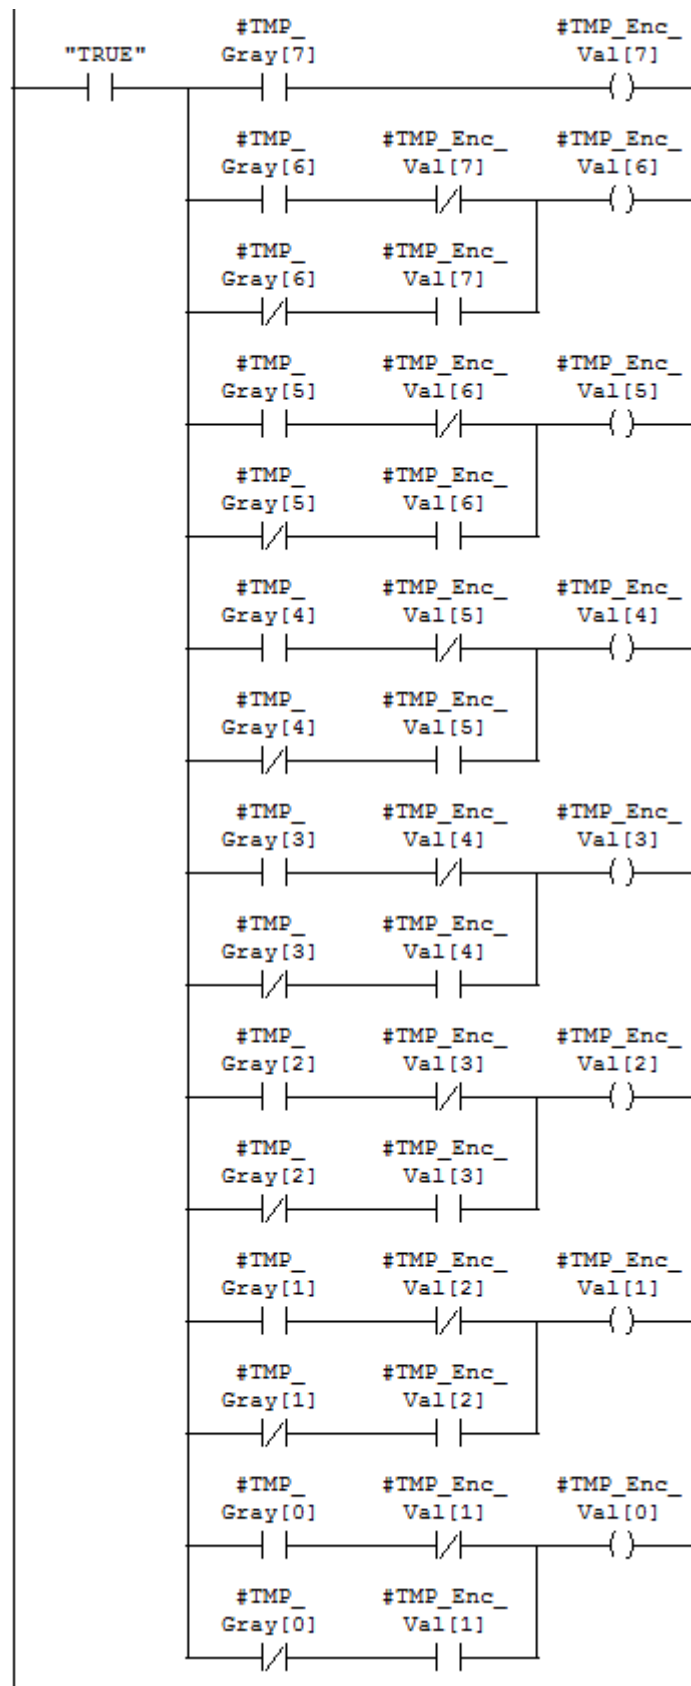 #TMP_ #TMP_Enc_
"TRUE" Gray[7] Val[7]
#TMP_ #TMP_Enc_ #TMP_Enc_
Gray[6] Val[7] Val[6]
#TMP_ #TMP_Enc_
Gray[6] Val[7]
#TMP_ #TMP_Enc_ #TMP_Enc_
Gray[5] Val[6] Val[5]
#TMP_ #TMP_Enc_
Gray[5] Val[6]
#TMP_ #TMP_Enc_ #TMP_Enc_
Gray[4] Val[5] Val[4]
#TMP_ #TMP_Enc_
Gray[4] Val[5]
#TMP_ #TMP_Enc_ #TMP_Enc_
Gray[3] Val[4] Val[3]
#TMP_ #TMP_Enc_
Gray[3] Val[4]
#TMP_ #TMP_Enc_ #TMP_Enc_
Gray[2] Val[3] Val[2]
#TMP_ #TMP_Enc_
Gray[2] Val[3]
#TMP_ #TMP_Enc_ #TMP_Enc_
Gray[1] Val[2] Val[1]
#TMP_ #TMP_Enc_
Gray[1] Val[2]
#TMP_ #TMP_Enc_ #TMP_Enc_
Gray[0] Val[1] Val[0]
#TMP_ #TMP_Enc_
Gray[0] Val[1]